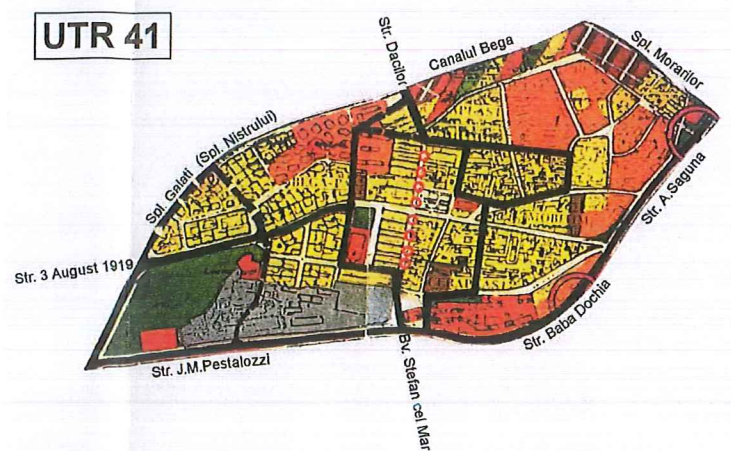 UTR 41
Str. Dacilor
Canalul Bega
Spl. Morarilor
Spl. Galati (Spl. Nistrului)
Str. A.Saguna
Str. 3 August 1919
Str. Baba Dochia
Str. J.M.Pestalozzi
Bv. Stefan cel Mar